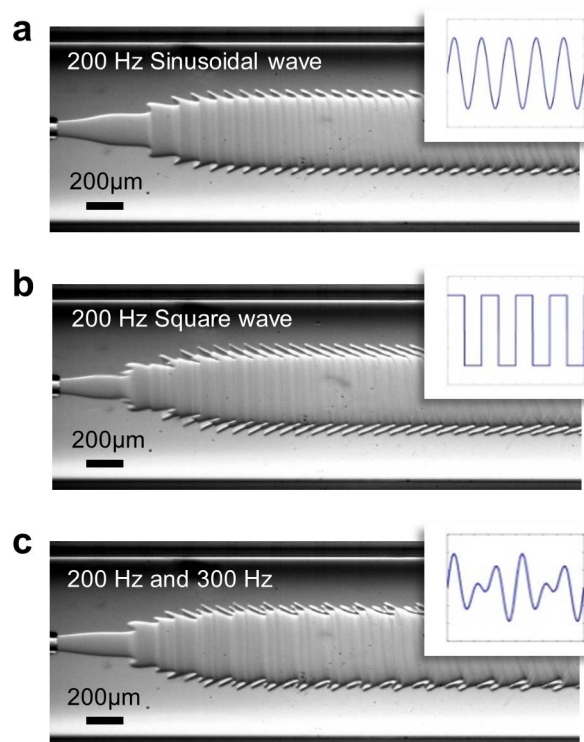 a
200 Hz Sinusoidal wave
200μm
b
200 Hz Square wave
200μm
c
200 Hz and 300 Hz
200μm